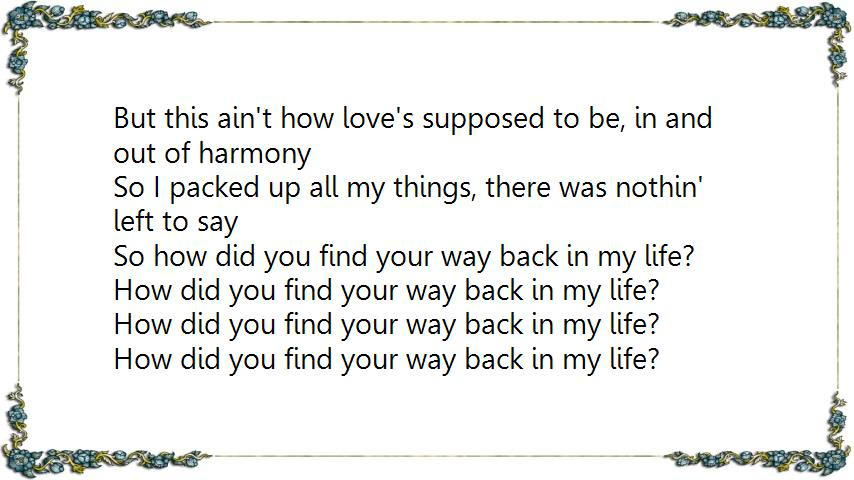 But this ain't how love's supposed to be, in and
out of harmony
So I packed up all my things, there was nothin'
left to say
So how did you find your way back in my life?
How did you find your way back in my life?
How did you find your way back in my life?
How did you find your way back in my life?